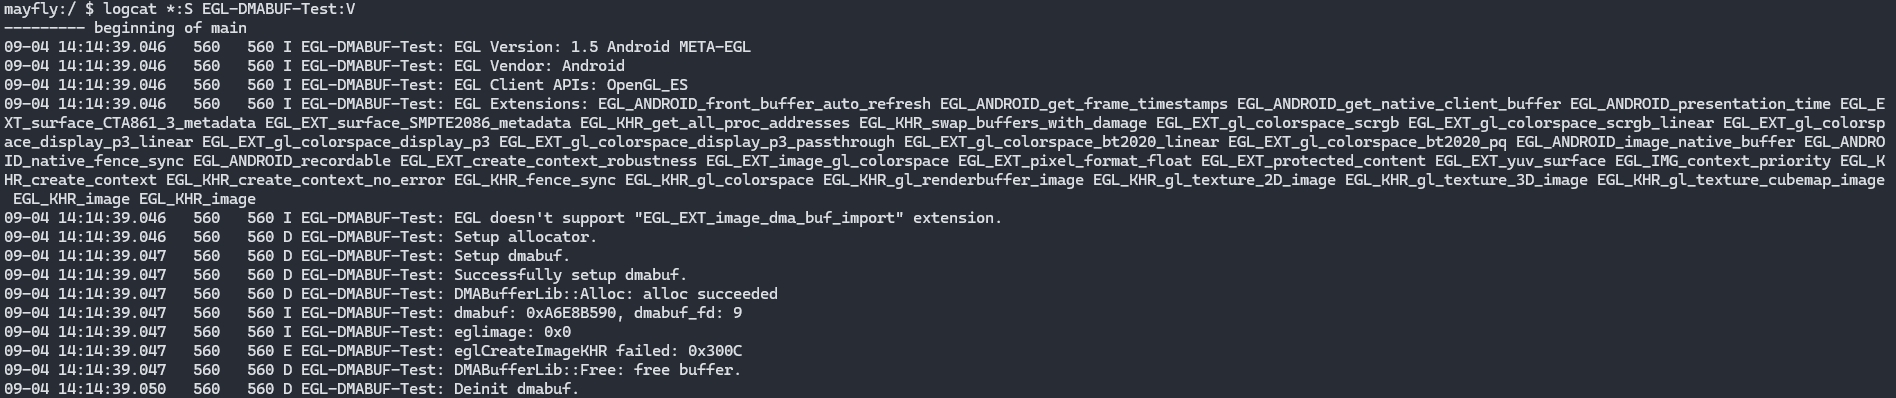 mayfly:/ $ logcat *:S EGL-DMABUF-Test:V
--------- beginning of main
09-04 14:14:39.046   560   560 I EGL-DMABUF-Test: EGL Version: 1.5 Android META-EGL
09-04 14:14:39.046   560   560 I EGL-DMABUF-Test: EGL Vendor: Android
09-04 14:14:39.046   560   560 I EGL-DMABUF-Test: EGL Client APIs: OpenGL_ES
09-04 14:14:39.046   560   560 I EGL-DMABUF-Test: EGL Extensions: EGL_ANDROID_front_buffer_auto_refresh EGL_ANDROID_get_frame_timestamps EGL_ANDROID_get_native_client_buffer EGL_ANDROID_presentation_time EGL_E
XT_surface_CTA861_3_metadata EGL_EXT_surface_SMPTE2086_metadata EGL_KHR_get_all_proc_addresses EGL_KHR_swap_buffers_with_damage EGL_EXT_gl_colorspace_scrgb EGL_EXT_gl_colorspace_scrgb_linear EGL_EXT_gl_colorsp
ace_display_p3_linear EGL_EXT_gl_colorspace_display_p3 EGL_EXT_gl_colorspace_display_p3_passthrough EGL_EXT_gl_colorspace_bt2020_linear EGL_EXT_gl_colorspace_bt2020_pq EGL_ANDROID_image_native_buffer EGL_ANDRO
ID_native_fence_sync EGL_ANDROID_recordable EGL_EXT_create_context_robustness EGL_EXT_image_gl_colorspace EGL_EXT_pixel_format_float EGL_EXT_protected_content EGL_EXT_yuv_surface EGL_IMG_context_priority EGL_K
HR_create_context EGL_KHR_create_context_no_error EGL_KHR_fence_sync EGL_KHR_gl_colorspace EGL_KHR_gl_renderbuffer_image EGL_KHR_gl_texture_2D_image EGL_KHR_gl_texture_3D_image EGL_KHR_gl_texture_cubemap_image
 EGL_KHR_image EGL_KHR_image
09-04 14:14:39.046   560   560 I EGL-DMABUF-Test: EGL doesn't support "EGL_EXT_image_dma_buf_import" extension.
09-04 14:14:39.046   560   560 D EGL-DMABUF-Test: Setup allocator.
09-04 14:14:39.047   560   560 D EGL-DMABUF-Test: Setup dmabuf.
09-04 14:14:39.047   560   560 D EGL-DMABUF-Test: Successfully setup dmabuf.
09-04 14:14:39.047   560   560 D EGL-DMABUF-Test: DMABufferLib::Alloc: alloc succeeded
09-04 14:14:39.047   560   560 I EGL-DMABUF-Test: dmabuf: 0xA6E8B590, dmabuf_fd: 9
09-04 14:14:39.047   560   560 I EGL-DMABUF-Test: eglimage: 0x0
09-04 14:14:39.047   560   560 E EGL-DMABUF-Test: eglCreateImageKHR failed: 0x300C
09-04 14:14:39.047   560   560 D EGL-DMABUF-Test: DMABufferLib::Free: free buffer.
09-04 14:14:39.050   560   560 D EGL-DMABUF-Test: Deinit dmabuf.